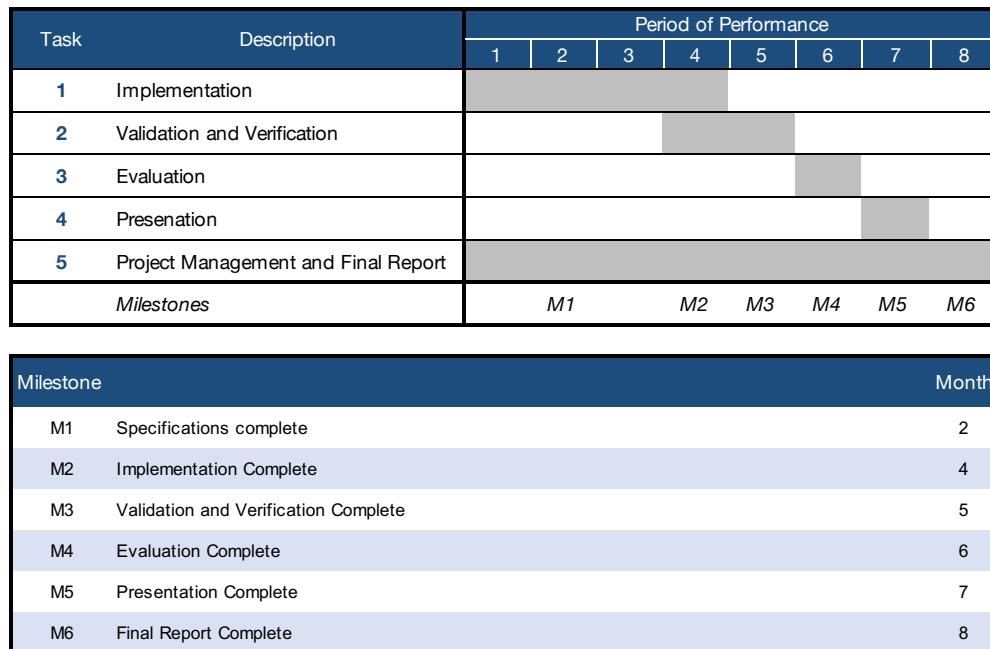 Task Description Period of Performance
1 2 3 4 5 6 7 8
1 Implementation
2 Validation and Verification
3 Evaluation
4 Presenation
5 Project Management and Final Report
Milestones M1 M2 M3 M4 M5 M6
Milestone Month
M1 Specifications complete 2
M2 Implementation Complete 4
M3 Validation and Verification Complete 5
M4 Evaluation Complete 6
M5 Presentation Complete 7
M6 Final Report Complete 8